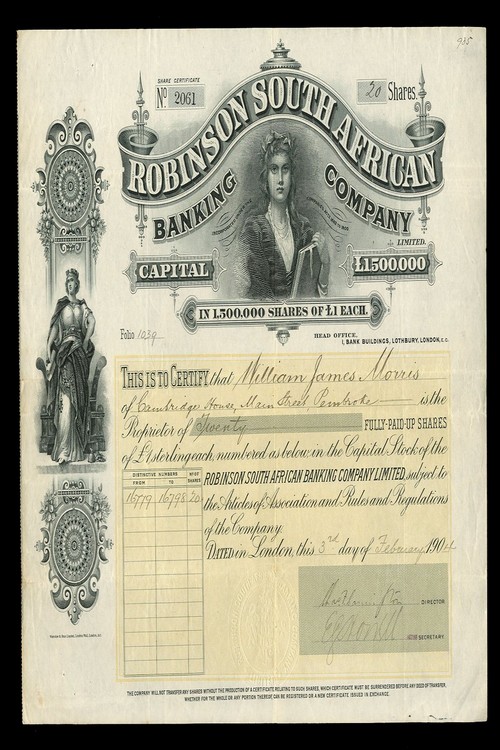 935
SHARE CERTIFICATE
No 2061
20 Shares.
ROBINSON SOUTH AFRICAN
BANKING COMPANY
LIMITED.
CAPITAL £1500000
IN 1,500,000 SHARES OF £1 EACH.
Folio 1039
HEAD OFFICE,
1, BANK BUILDINGS, LOTHBURY, LONDON, E.C.
THIS IS TO CERTIFY that William James Morris
of Cambridge House, Main Street, Pembroke is the
Proprietor of Twenty FULLY-PAID-UP SHARES
of £1 sterling each, numbered as below, in the Capital Stock of the
ROBINSON SOUTH AFRICAN BANKING COMPANY LIMITED, subject to
the Articles of Association and Rules and Regulations
of the Company.
DATED in London, this 3rd day of February 1904
DISTINCTIVE NUMBERS
FROM TO
No OF SHARES
16779 16798 20
DIRECTOR
SECRETARY
THE COMPANY WILL NOT TRANSFER ANY SHARES WITHOUT THE PRODUCTION OF A CERTIFICATE RELATING TO SUCH SHARES, WHICH CERTIFICATE MUST BE SURRENDERED BEFORE ANY DEED OF TRANSFER,
WHETHER FOR THE WHOLE OR ANY PORTION THEREOF, CAN BE REGISTERED OR A NEW CERTIFICATE ISSUED IN EXCHANGE.